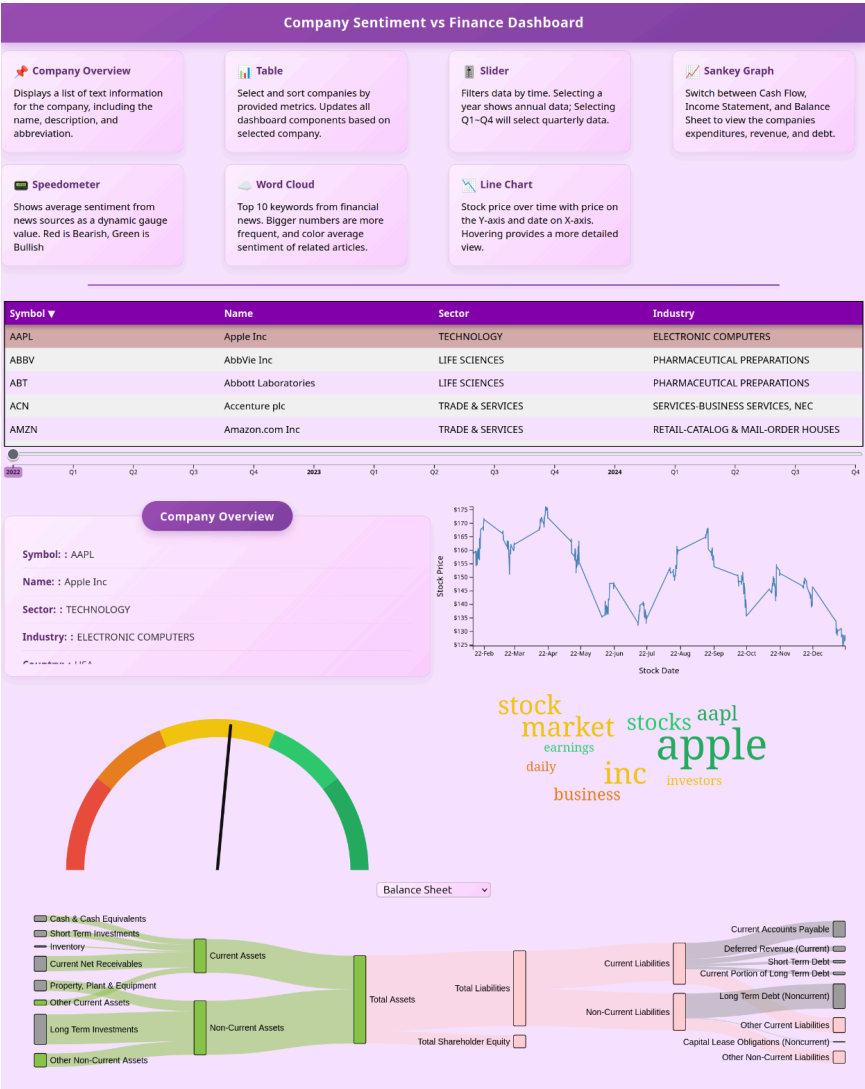 Company Sentiment vs Finance Dashboard
📌 Company Overview
Displays a list of text information
for the company, including the
name, description, and
abbreviation.
📊 Table
Select and sort companies by
provided metrics. Updates all
dashboard components based on
selected company.
🎚️ Slider
Filters data by time. Selecting a
year shows annual data; Selecting
Q1~Q4 will select quarterly data.
📈 Sankey Graph
Switch between Cash Flow,
Income Statement, and Balance
Sheet to view the companies
expenditures, revenue, and debt.
📟 Speedometer
Shows average sentiment from
news sources as a dynamic gauge
value. Red is Bearish, Green is
Bullish
☁️ Word Cloud
Top 10 keywords from financial
news. Bigger numbers are more
frequent, and color average
sentiment of related articles.
📉 Line Chart
Stock price over time with price on
the Y-axis and date on X-axis.
Hovering provides a more detailed
view.
Symbol ▼ Name Sector Industry
AAPL Apple Inc TECHNOLOGY ELECTRONIC COMPUTERS
ABBV AbbVie Inc LIFE SCIENCES PHARMACEUTICAL PREPARATIONS
ABT Abbott Laboratories LIFE SCIENCES PHARMACEUTICAL PREPARATIONS
ACN Accenture plc TRADE & SERVICES SERVICES-BUSINESS SERVICES, NEC
AMZN Amazon.com Inc TRADE & SERVICES RETAIL-CATALOG & MAIL-ORDER HOUSES
2022 Q1 Q2 Q3 Q4 2023 Q1 Q2 Q3 Q4 2024 Q1 Q2 Q3 Q4
Company Overview
Symbol: : AAPL
Name: : Apple Inc
Sector: : TECHNOLOGY
Industry: : ELECTRONIC COMPUTERS
Country: : USA
$175
$170
$165
$160
$155
$150
$145
$140
$135
$130
$125
Stock Price
22-Feb 22-Mar 22-Apr 22-May 22-Jun 22-Jul 22-Aug 22-Sep 22-Oct 22-Nov 22-Dec
Stock Date
stock
market
stocks
aapl
earnings
apple
daily
inc
investors
business
Balance Sheet
Cash & Cash Equivalents
Short Term Investments
Inventory
Current Net Receivables
Property, Plant & Equipment
Other Current Assets
Long Term Investments
Other Non-Current Assets
Current Assets
Non-Current Assets
Total Assets
Total Liabilities
Total Shareholder Equity
Current Liabilities
Non-Current Liabilities
Current Accounts Payable
Deferred Revenue (Current)
Short Term Debt
Current Portion of Long Term Debt
Long Term Debt (Noncurrent)
Other Current Liabilities
Capital Lease Obligations (Noncurrent)
Other Non-Current Liabilities